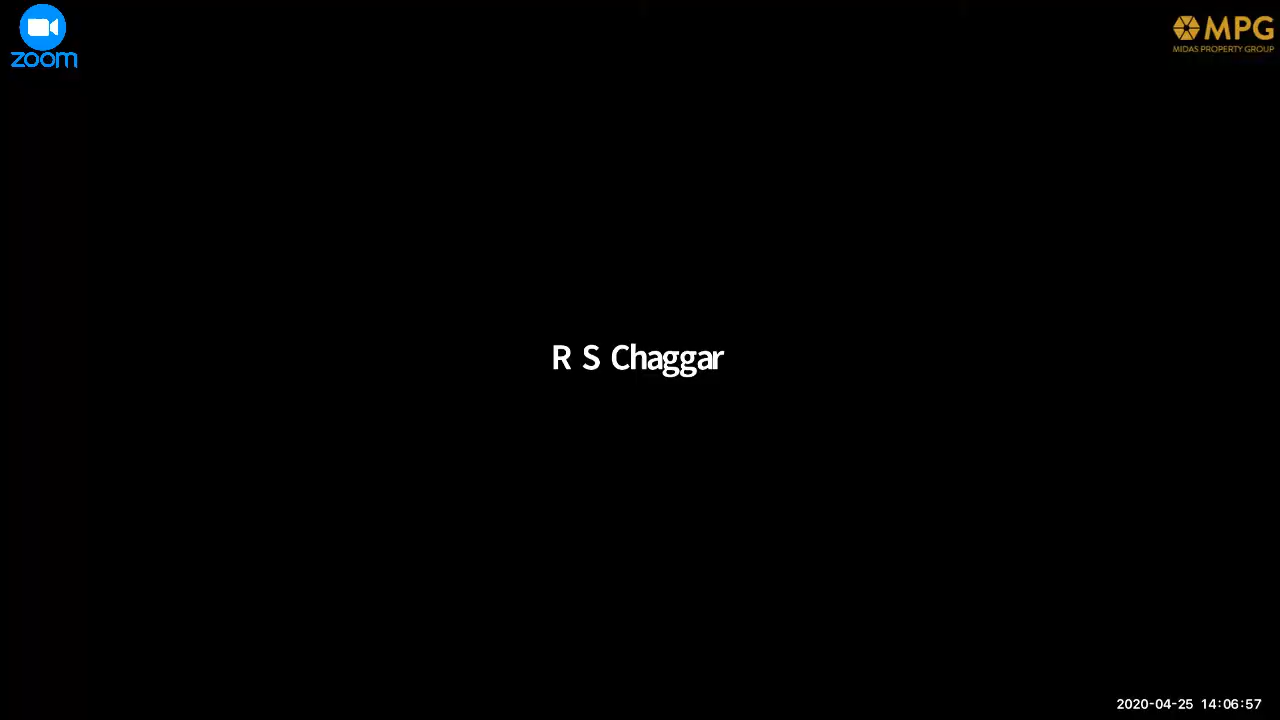 zoom
MPG
MIDAS PROPERTY GROUP
R S Chaggar
2020-04-25 14:06:57